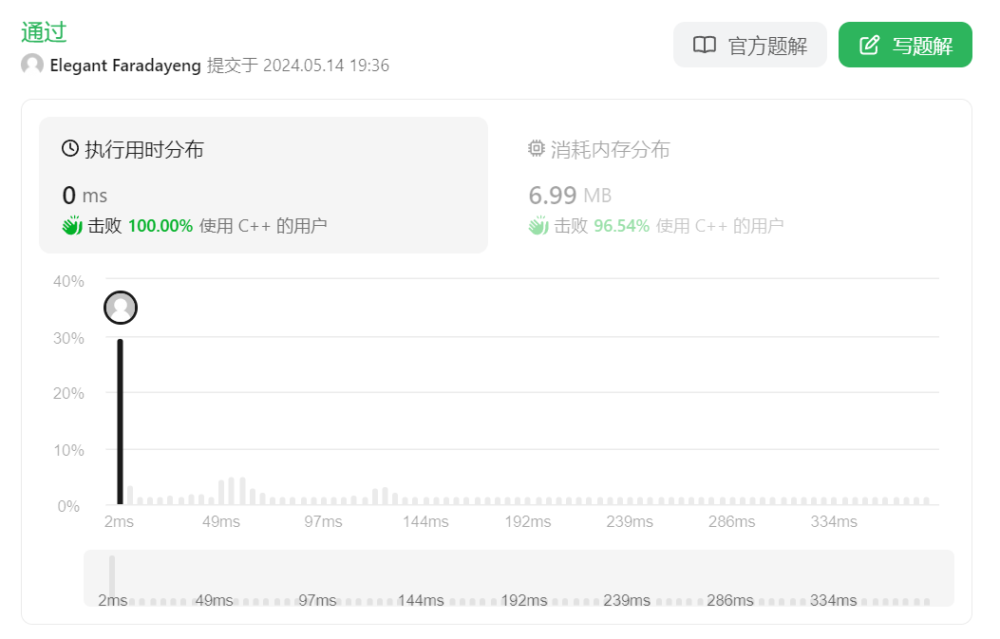 通过
官方题解
写题解
Elegant Faradayeng 提交于 2024.05.14 19:36
执行用时分布
0 ms
击败 100.00% 使用 C++ 的用户
消耗内存分布
6.99 MB
击败 96.54% 使用 C++ 的用户
40%
30%
20%
10%
0%
2ms 49ms 97ms 144ms 192ms 239ms 286ms 334ms
2ms 49ms 97ms 144ms 192ms 239ms 286ms 334ms